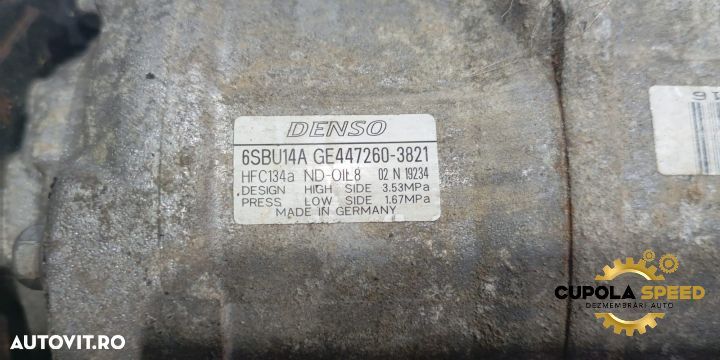 DENSO
6SBU14A GE447260-3821
HFC134a ND-OIL8 02 N 19234
DESIGN HIGH SIDE 3.53MPa
PRESS LOW SIDE 1.67MPa
MADE IN GERMANY
CUPOLA SPEED
DEZMEMBRĂRI AUTO
AUTOVIT.RO